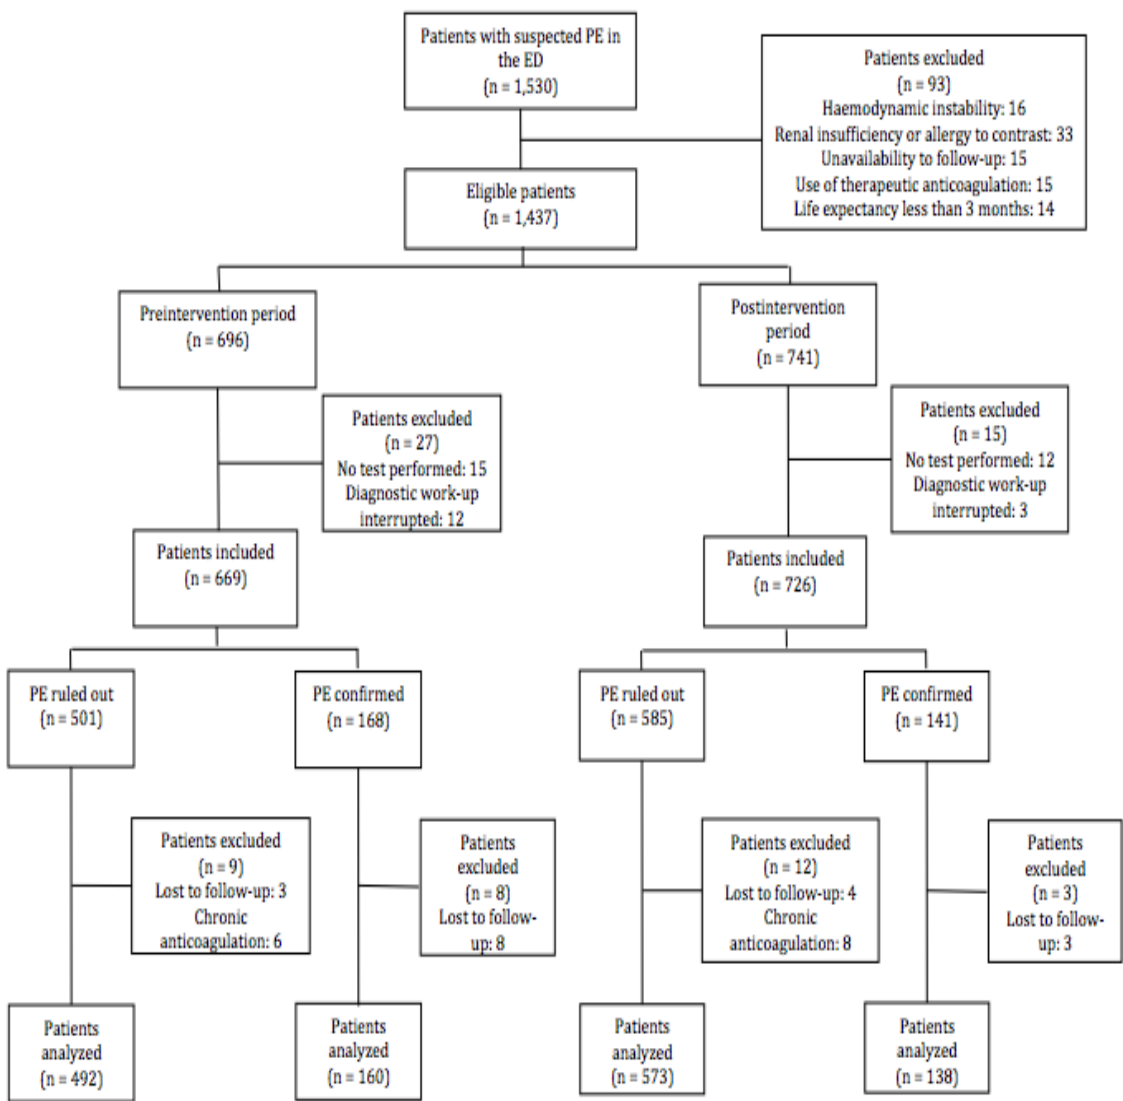 Patients with suspected PE in
the ED
(n = 1,530)
Patients excluded
(n = 93)
Haemodynamic instability: 16
Renal insufficiency or allergy to contrast: 33
Unavailability to follow-up: 15
Use of therapeutic anticoagulation: 15
Life expectancy less than 3 months: 14
Eligible patients
(n = 1,437)
Preintervention period
(n = 696)
Postintervention
period
(n = 741)
Patients excluded
(n = 27)
No test performed: 15
Diagnostic work-up
interrupted: 12
Patients excluded
(n = 15)
No test performed: 12
Diagnostic work-up
interrupted: 3
Patients included
(n = 669)
Patients included
(n = 726)
PE ruled out
(n = 501)
PE confirmed
(n = 168)
PE ruled out
(n = 585)
PE confirmed
(n = 141)
Patients excluded
(n = 9)
Lost to follow-up: 3
Chronic
anticoagulation: 6
Patients
excluded
(n = 8)
Lost to follow-
up: 8
Patients excluded
(n = 12)
Lost to follow-up: 4
Chronic
anticoagulation: 8
Patients
excluded
(n = 3)
Lost to follow-
up: 3
Patients
analyzed
(n = 492)
Patients
analyzed
(n = 160)
Patients
analyzed
(n = 573)
Patients
analyzed
(n = 138)